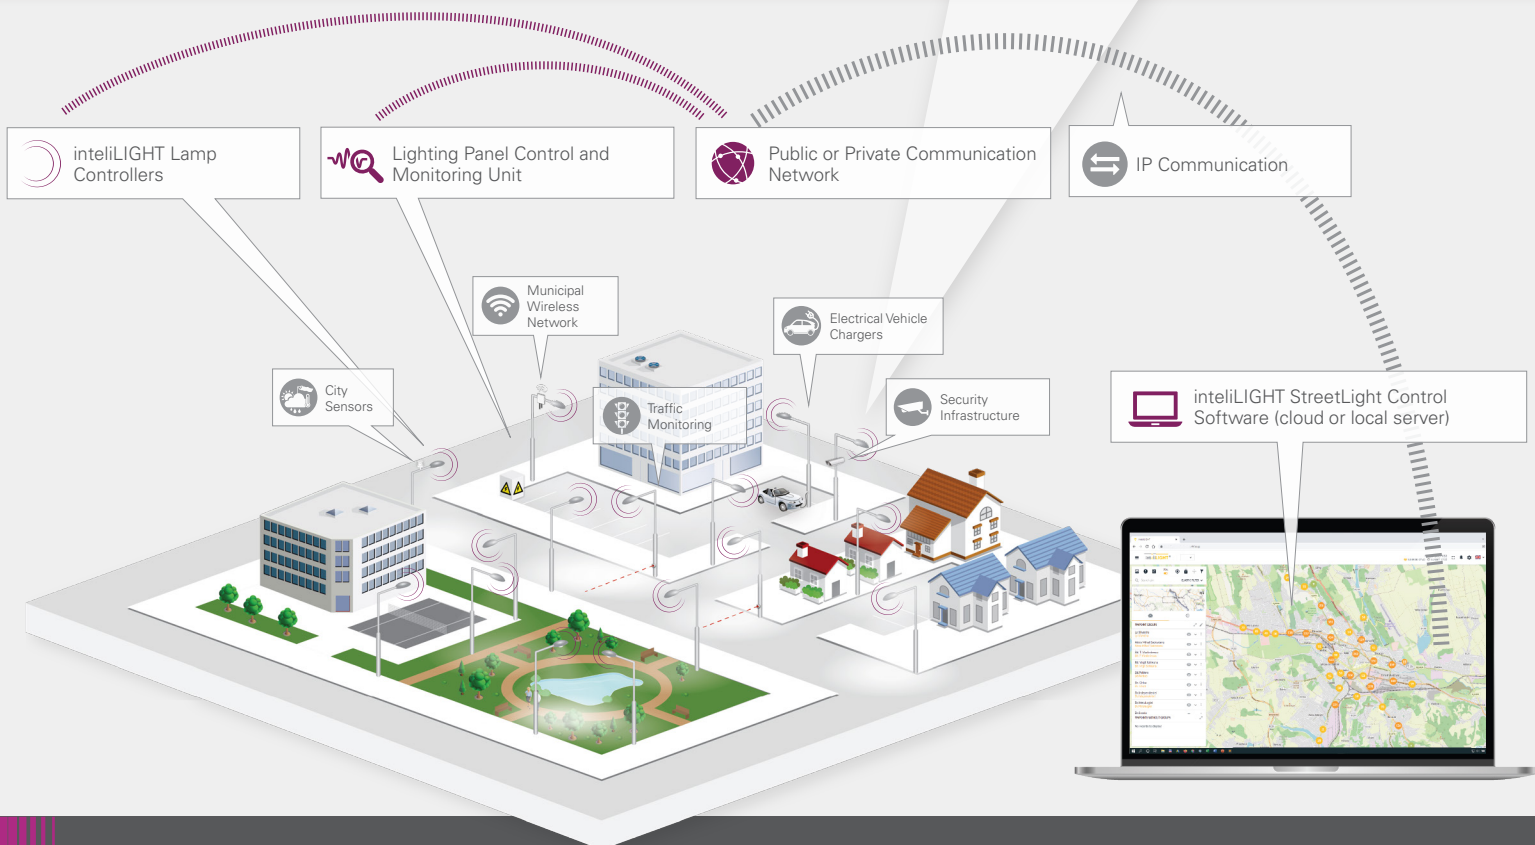 inteliLIGHT Lamp
Controllers
Lighting Panel Control and
Monitoring Unit
Public or Private Communication
Network
IP Communication
Municipal
Wireless
Network
Electrical Vehicle
Chargers
City
Sensors
Traffic
Monitoring
Security
Infrastructure
inteliLIGHT StreetLight Control
Software (cloud or local server)